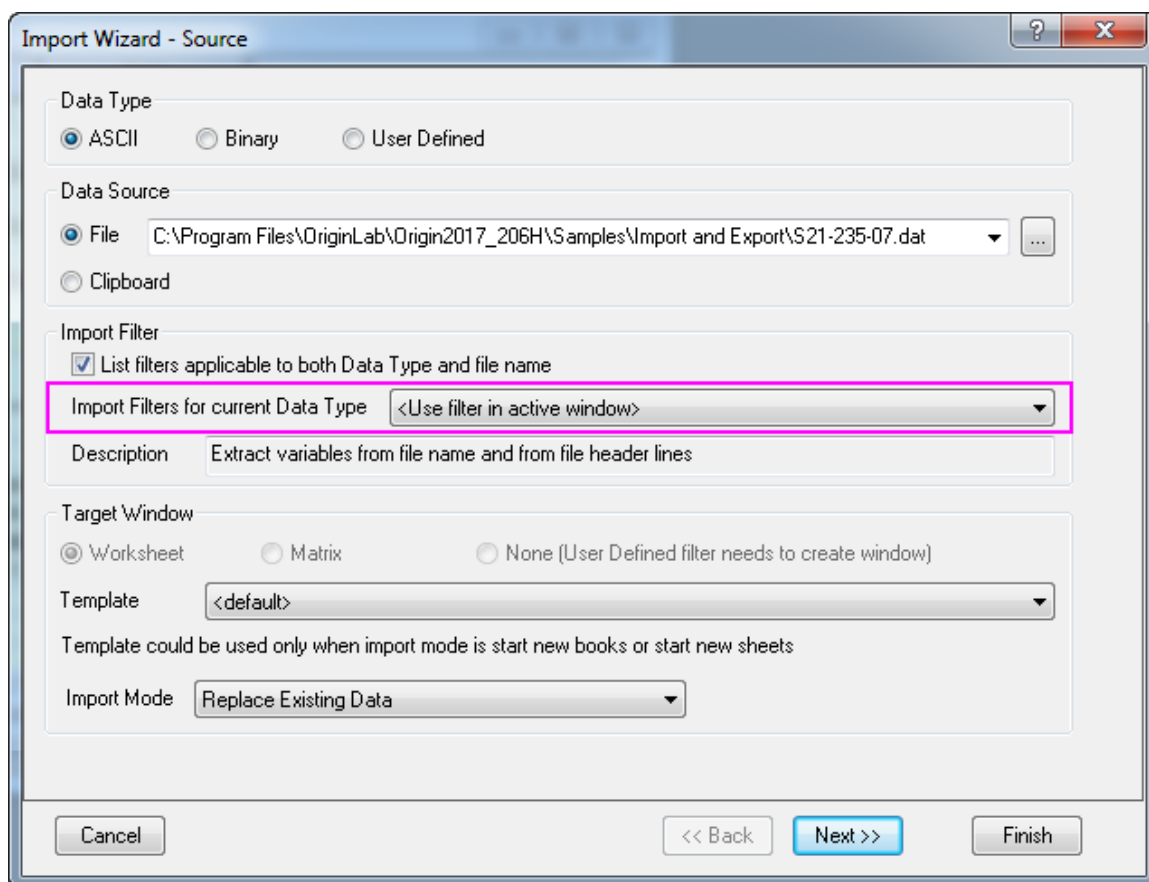 Import Wizard - Source
?
X
Data Type
ASCII Binary User Defined
Data Source
File C:\Program Files\OriginLab\Origin2017_206H\Samples\Import and Export\S21-235-07.dat ...
Clipboard
Import Filter
List filters applicable to both Data Type and file name
Import Filters for current Data Type <Use filter in active window>
Description Extract variables from file name and from file header lines
Target Window
Worksheet Matrix None (User Defined filter needs to create window)
Template <default>
Template could be used only when import mode is start new books or start new sheets
Import Mode Replace Existing Data
Cancel << Back Next >> Finish